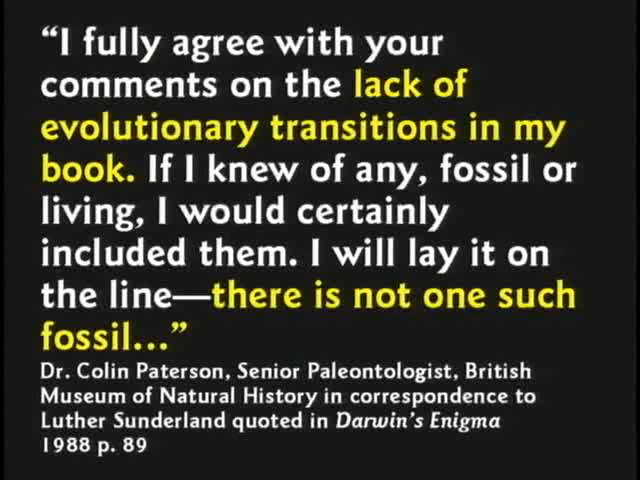 “I fully agree with your
comments on the lack of
evolutionary transitions in my
book. If I knew of any, fossil or
living, I would certainly
included them. I will lay it on
the line—there is not one such
fossil...”
Dr. Colin Paterson, Senior Paleontologist, British
Museum of Natural History in correspondence to
Luther Sunderland quoted in Darwin’s Enigma
1988 p. 89